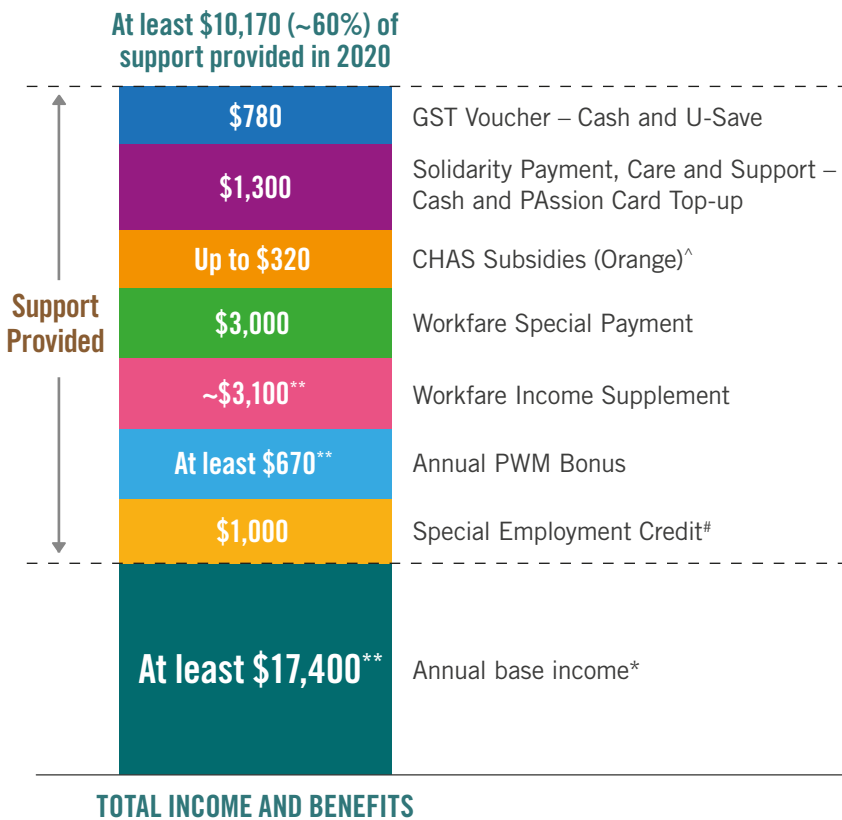 At least $10,170 (~60%) of
support provided in 2020
$780
GST Voucher – Cash and U-Save
$1,300
Solidarity Payment, Care and Support –
Cash and PAssion Card Top-up
Up to $320
CHAS Subsidies (Orange)^
Support
Provided
$3,000
Workfare Special Payment
~$3,100**
Workfare Income Supplement
At least $670**
Annual PWM Bonus
$1,000
Special Employment Credit#
At least $17,400**
Annual base income*
TOTAL INCOME AND BENEFITS